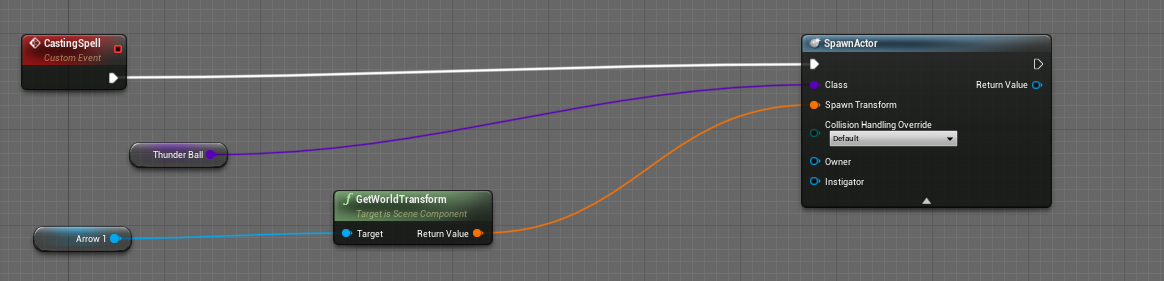 CastingSpell
Custom Event
Thunder Ball
Arrow 1
GetWorldTransform
Target is Scene Component
Target
Return Value
SpawnActor
Class
Return Value
Spawn Transform
Collision Handling Override
Default
Owner
Instigator